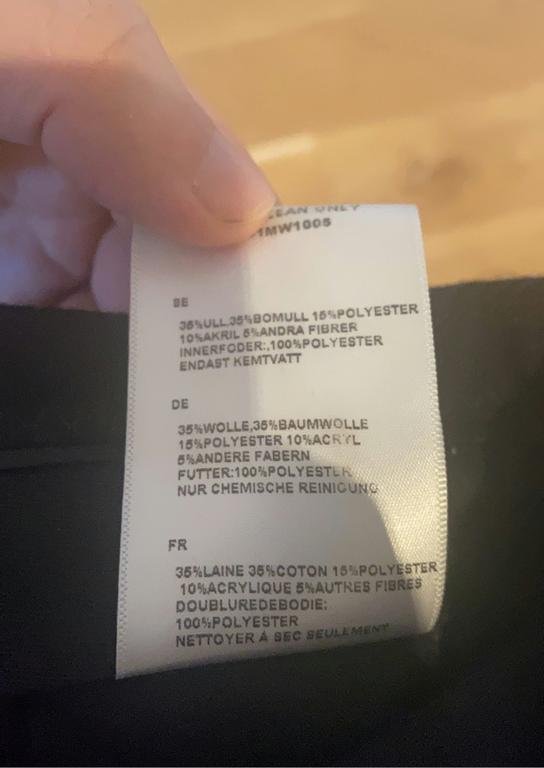 CLEAN ONLY
1MW1005
SE
35%ULL,35%BOMULL 15%POLYESTER
10%AKRIL 5%ANDRA FIBRER
INNERFODER:,100%POLYESTER
ENDAST KEMTVATT
DE
35%WOLLE,35%BAUMWOLLE
15%POLYESTER 10%ACRYL
5%ANDERE FABERN
FUTTER:100%POLYESTER
NUR CHEMISCHE REINIGUNG
FR
35%LAINE 35%COTON 15%POLYESTER
10%ACRYLIQUE 5%AUTRES FIBRES
DOUBLUREDEBODIE:
100%POLYESTER
NETTOYER Á SEC SEULEMENT